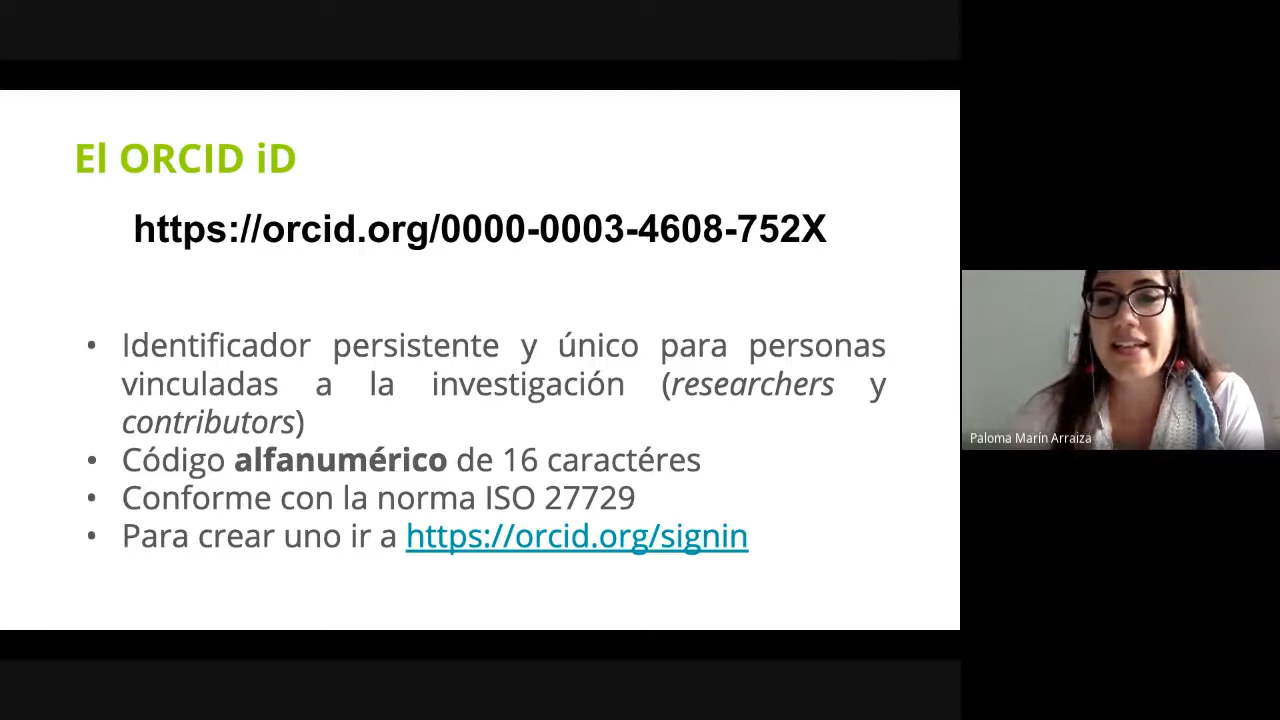 El ORCID iD
https://orcid.org/0000-0003-4608-752X
• Identificador persistente y único para personas
vinculadas a la investigación (researchers y
contributors)
• Código alfanumérico de 16 caractéres
• Conforme con la norma ISO 27729
• Para crear uno ir a https://orcid.org/signin
Paloma Marín Arraiza